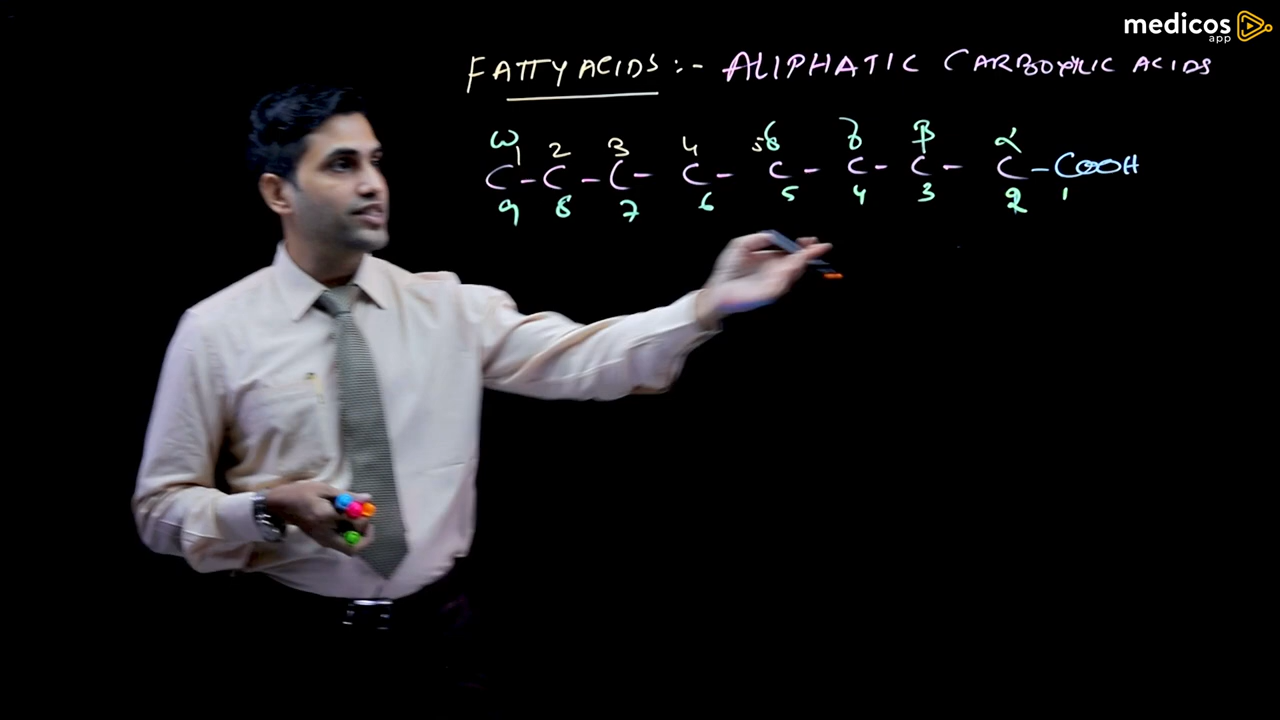 medicos
app
FATTY ACIDS :- ALIPHATIC CARBOXYLIC ACIDS
ω 1 2 3 4 5 β α
C - C - C - C - C - C - C - C - COOH
9 8 7 6 5 4 3 2 1